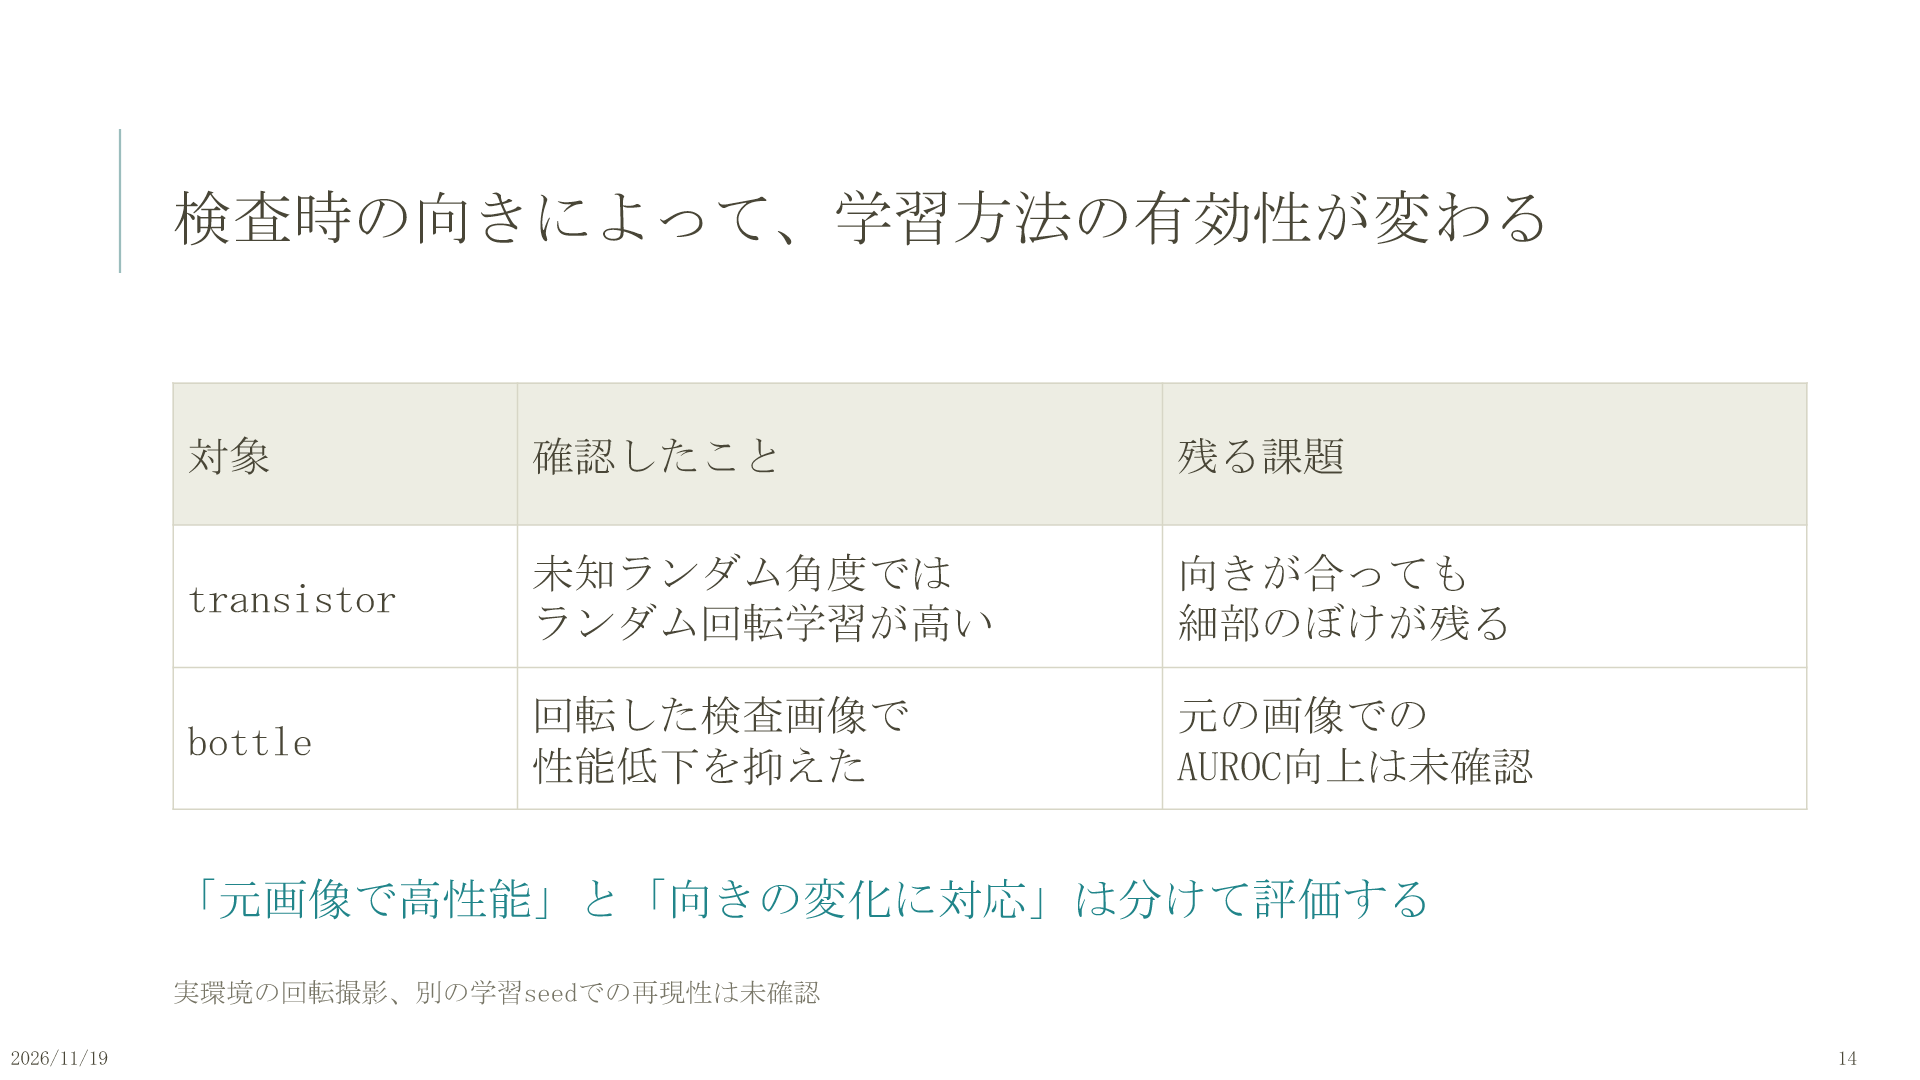 検査時の向きによって、学習方法の有効性が変わる
対象
確認したこと
残る課題
transistor
未知ランダム角度では
ランダム回転学習が高い
向きが合っても
細部のぼけが残る
bottle
回転した検査画像で
性能低下を抑えた
元の画像での
AUROC向上は未確認
「元画像で高性能」と「向きの変化に対応」は分けて評価する
実環境の回転撮影、別の学習seedでの再現性は未確認
2026/11/19
14